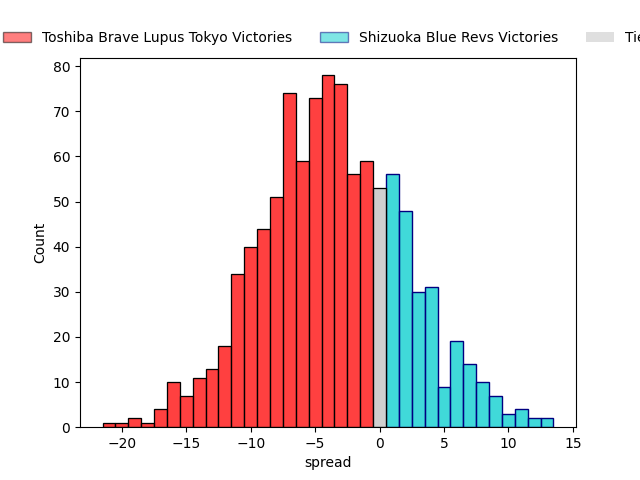 Toshiba Brave Lupus Tokyo Victories Shizuoka Blue Revs Victories Tie
80
70
60
50
40
30
20
10
0
Count
−20 −15 −10 −5 0 5 10 15
spread